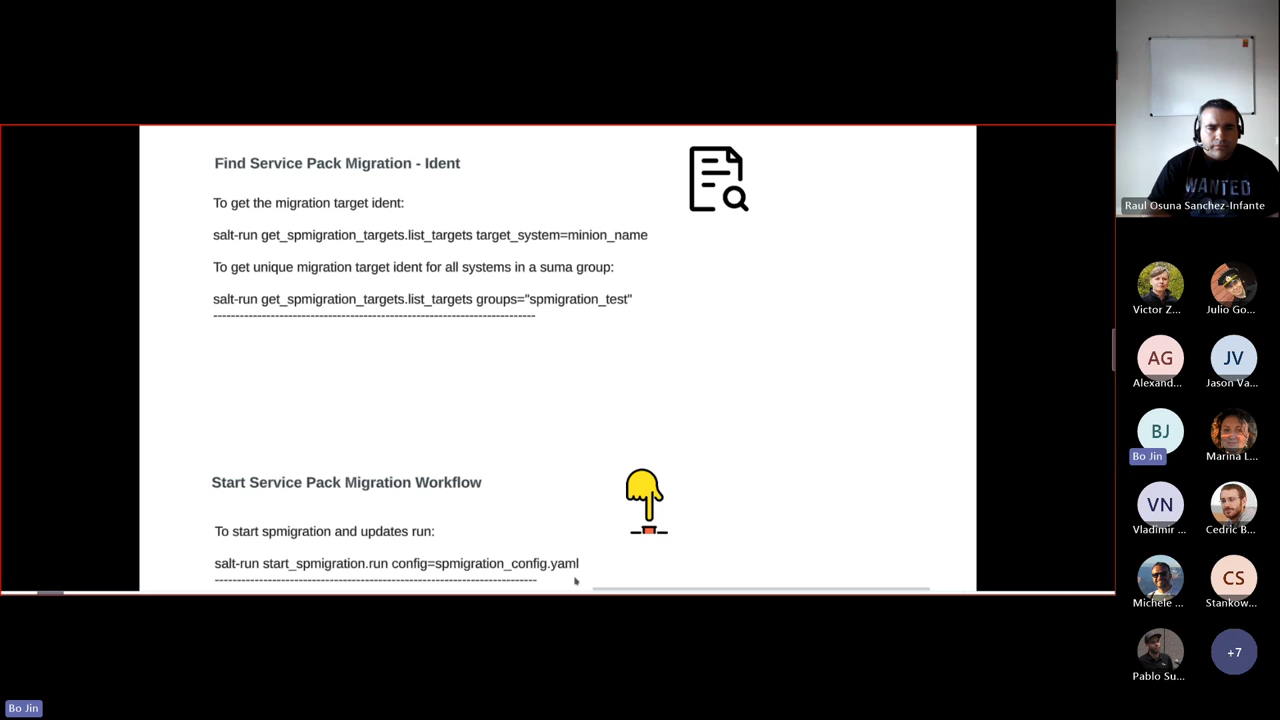 Find Service Pack Migration - Ident
To get the migration target ident:
salt-run get_spmigration_targets.list_targets target_system=minion_name
To get unique migration target ident for all systems in a suma group:
salt-run get_spmigration_targets.list_targets groups="spmigration_test"
--------------------------------------------------------------------------
Start Service Pack Migration Workflow
To start spmigration and updates run:
salt-run start_spmigration.run config=spmigration_config.yaml
--------------------------------------------------------------------------
WANTED
Raul Osuna Sanchez-Infante
Victor Z...
Julio Go...
AG
JV
Alexand...
Jason Va...
BJ
Bo Jin
Marina L...
VN
Vladimir ...
Cedric B...
CS
Michele ...
Stankow...
+7
Pablo Su...
Bo Jin